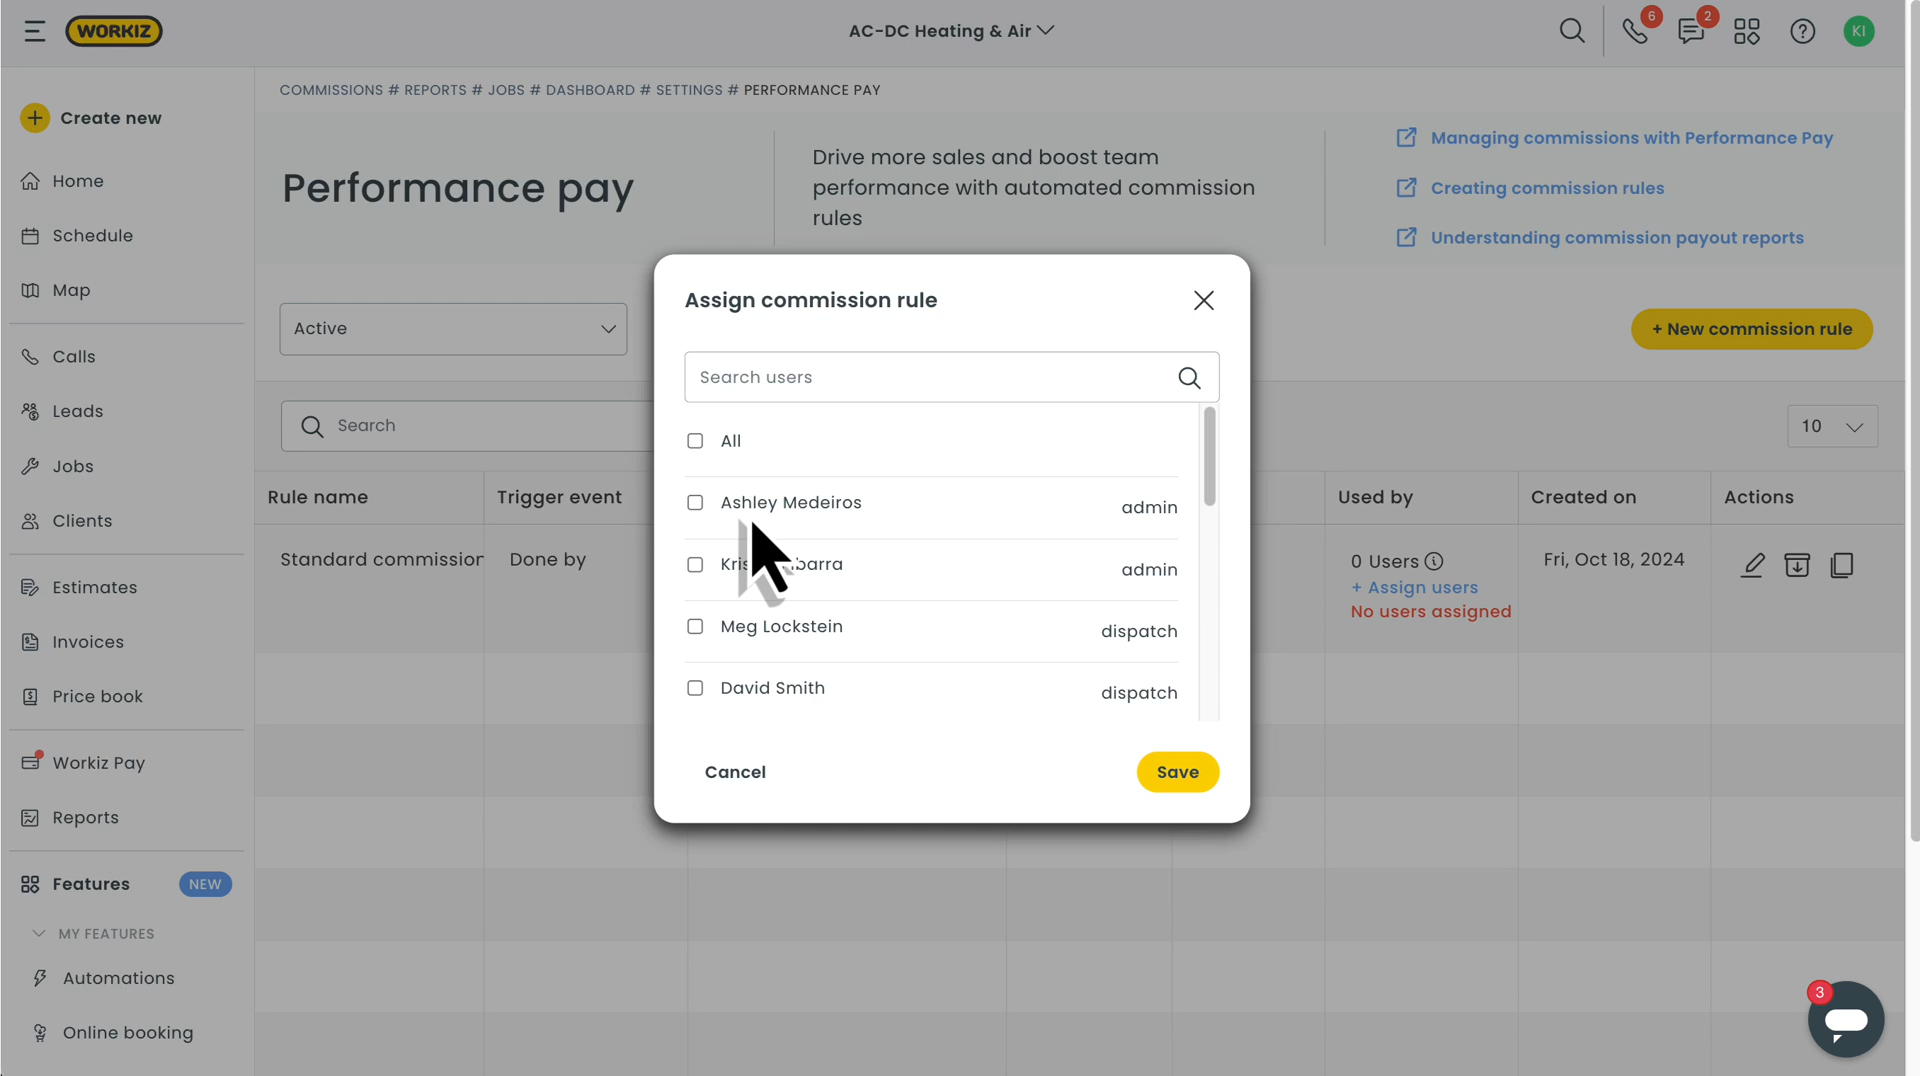 WORKIZ
AC-DC Heating & Air
6
2
KI
Create new
Home
Schedule
Map
Calls
Leads
Jobs
Clients
Estimates
Invoices
Price book
Workiz Pay
Reports
Features NEW
MY FEATURES
Automations
Online booking
COMMISSIONS # REPORTS # JOBS # DASHBOARD # SETTINGS # PERFORMANCE PAY
Performance pay
Drive more sales and boost team
performance with automated commission
rules
Managing commissions with Performance Pay
Creating commission rules
Understanding commission payout reports
Active
+ New commission rule
Search
10
Rule name Trigger event Used by Created on Actions
Standard commission Done by 0 Users Fri, Oct 18, 2024
+ Assign users
No users assigned
Assign commission rule
Search users
All
Ashley Medeiros admin
admin
Meg Lockstein dispatch
David Smith dispatch
Cancel Save
3